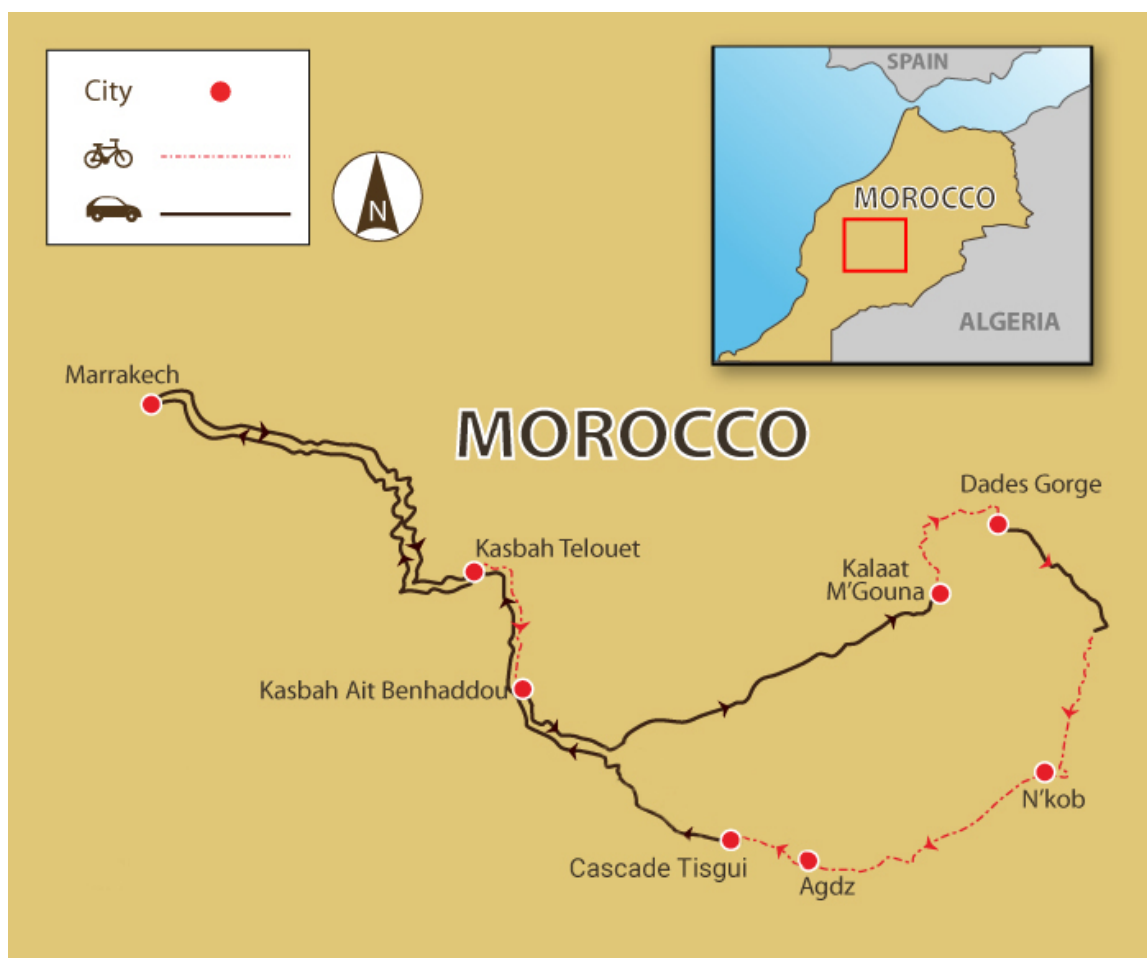 City
N
SPAIN
MOROCCO
ALGERIA
Marrakech
MOROCCO
Dades Gorge
Kasbah Telouet
Kalaat
M'Gouna
Kasbah Ait Benhaddou
N'kob
Cascade Tisgui
Agdz